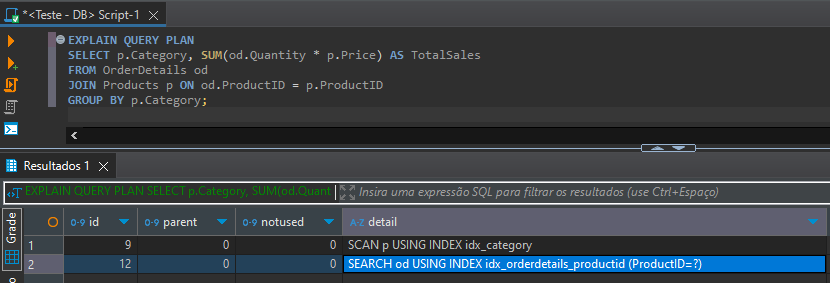 *<Teste - DB> Script-1
EXPLAIN QUERY PLAN
SELECT p.Category, SUM(od.Quantity * p.Price) AS TotalSales
FROM OrderDetails od
JOIN Products p ON od.ProductID = p.ProductID
GROUP BY p.Category;
Resultados 1
EXPLAIN QUERY PLAN SELECT p.Category, SUM(od.Quant
Insira uma expressão SQL para filtrar os resultados (use Ctrl+Espaço)
Grade
0-9 id 0-9 parent 0-9 notused A-Z detail
1 9 0 0 SCAN p USING INDEX idx_category
2 12 0 0 SEARCH od USING INDEX idx_orderdetails_productid (ProductID=?)